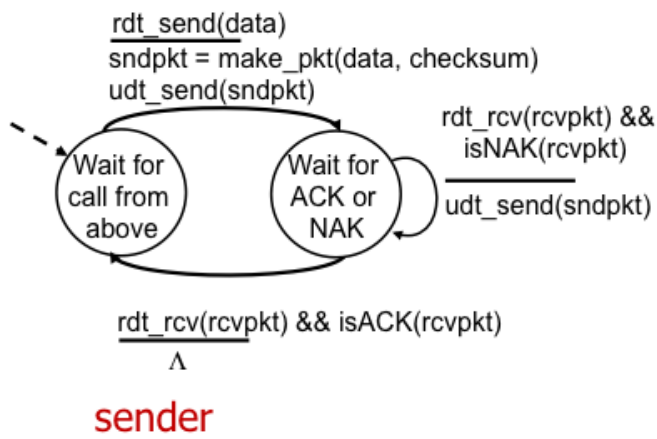 rdt_send(data)
sndpkt = make_pkt(data, checksum)
udt_send(sndpkt)
Wait for
call from
above
Wait for
ACK or
NAK
rdt_rcv(rcvpkt) &&
isNAK(rcvpkt)
udt_send(sndpkt)
rdt_rcv(rcvpkt) && isACK(rcvpkt)
Λ
sender